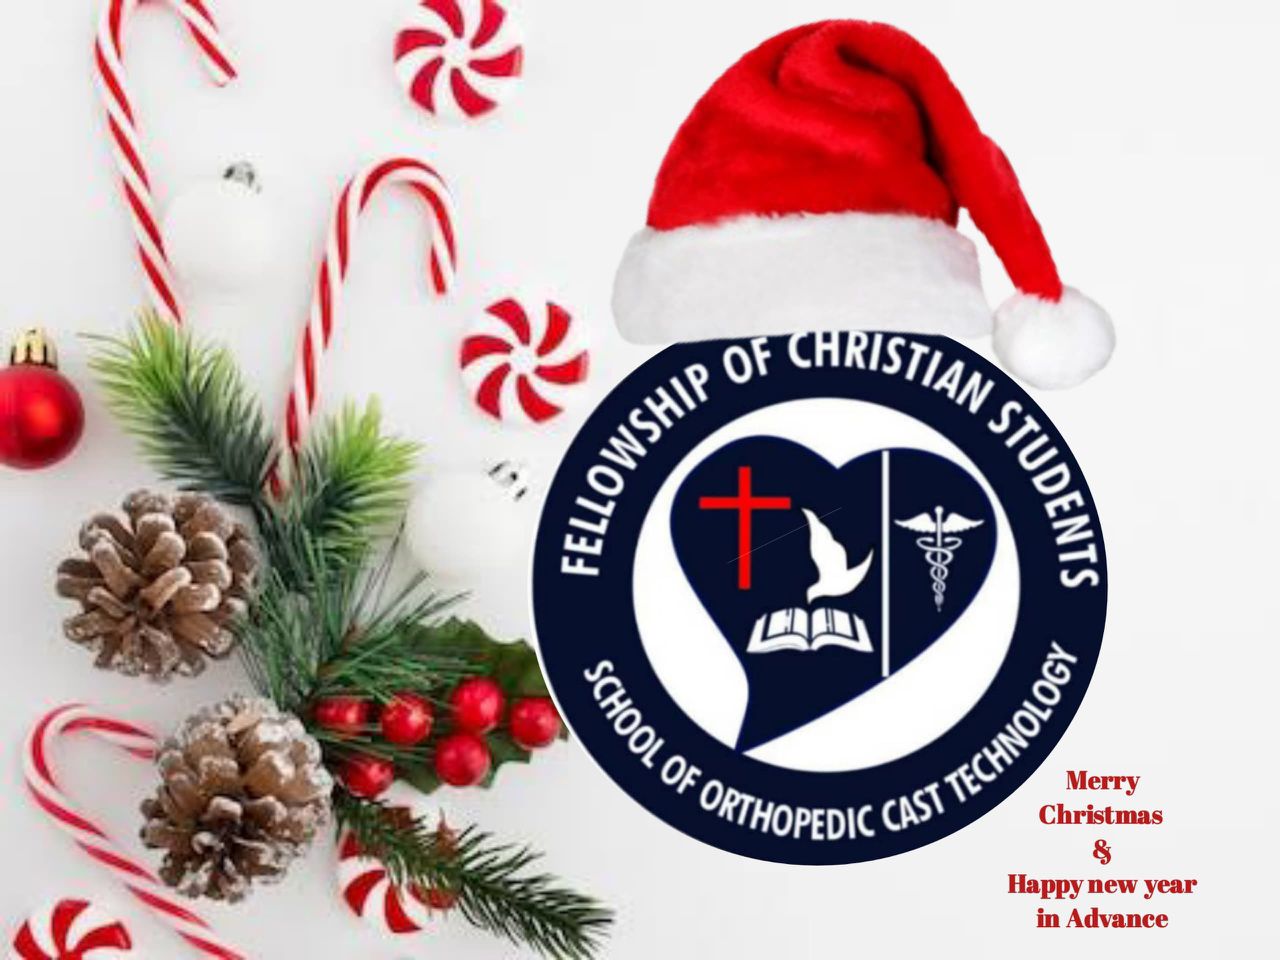 FELLOWSHIP OF CHRISTIAN STUDENTS
SCHOOL OF ORTHOPEDIC CAST TECHNOLOGY
Merry
Christmas
&
Happy new year
in Advance